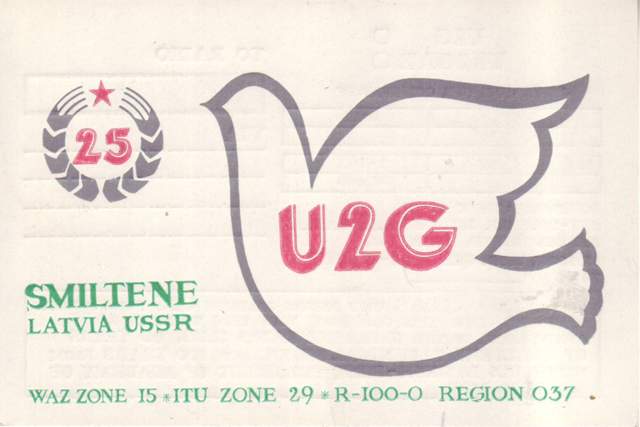 25
U2G
SMILTENE
LATVIA USSR
WAZ ZONE 15 * ITU ZONE 29 * R-100-O REGION 037